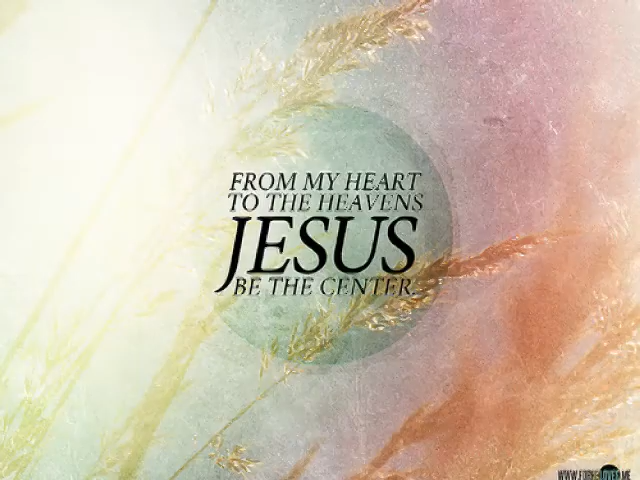 FROM MY HEART
TO THE HEAVENS
JESUS
BE THE CENTER.